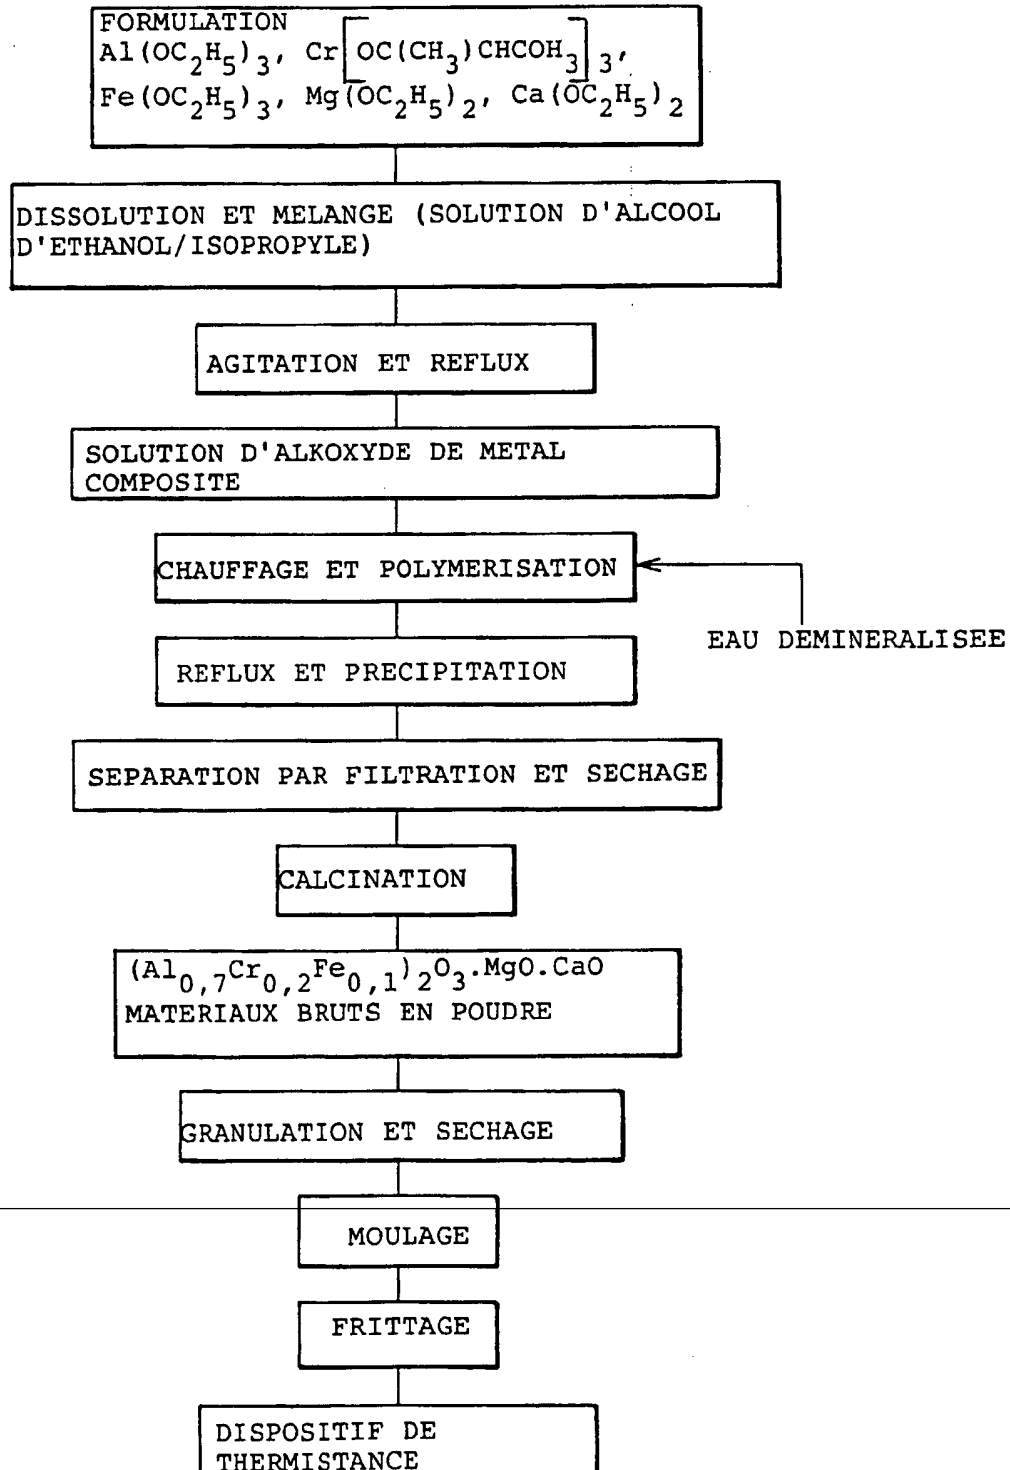 FORMULATION
Al(OC2H5)3, Cr[OC(CH3)CHCOH3]3,
Fe(OC2H5)3, Mg(OC2H5)2, Ca(OC2H5)2
DISSOLUTION ET MELANGE (SOLUTION D'ALCOOL
D'ETHANOL/ISOPROPYLE)
AGITATION ET REFLUX
SOLUTION D'ALKOXYDE DE METAL
COMPOSITE
CHAUFFAGE ET POLYMERISATION
EAU DEMINERALISEE
REFLUX ET PRECIPITATION
SEPARATION PAR FILTRATION ET SECHAGE
CALCINATION
(Al0,7Cr0,2Fe0,1)2O3.MgO.CaO
MATERIAUX BRUTS EN POUDRE
GRANULATION ET SECHAGE
MOULAGE
FRITTAGE
DISPOSITIF DE
THERMISTANCE